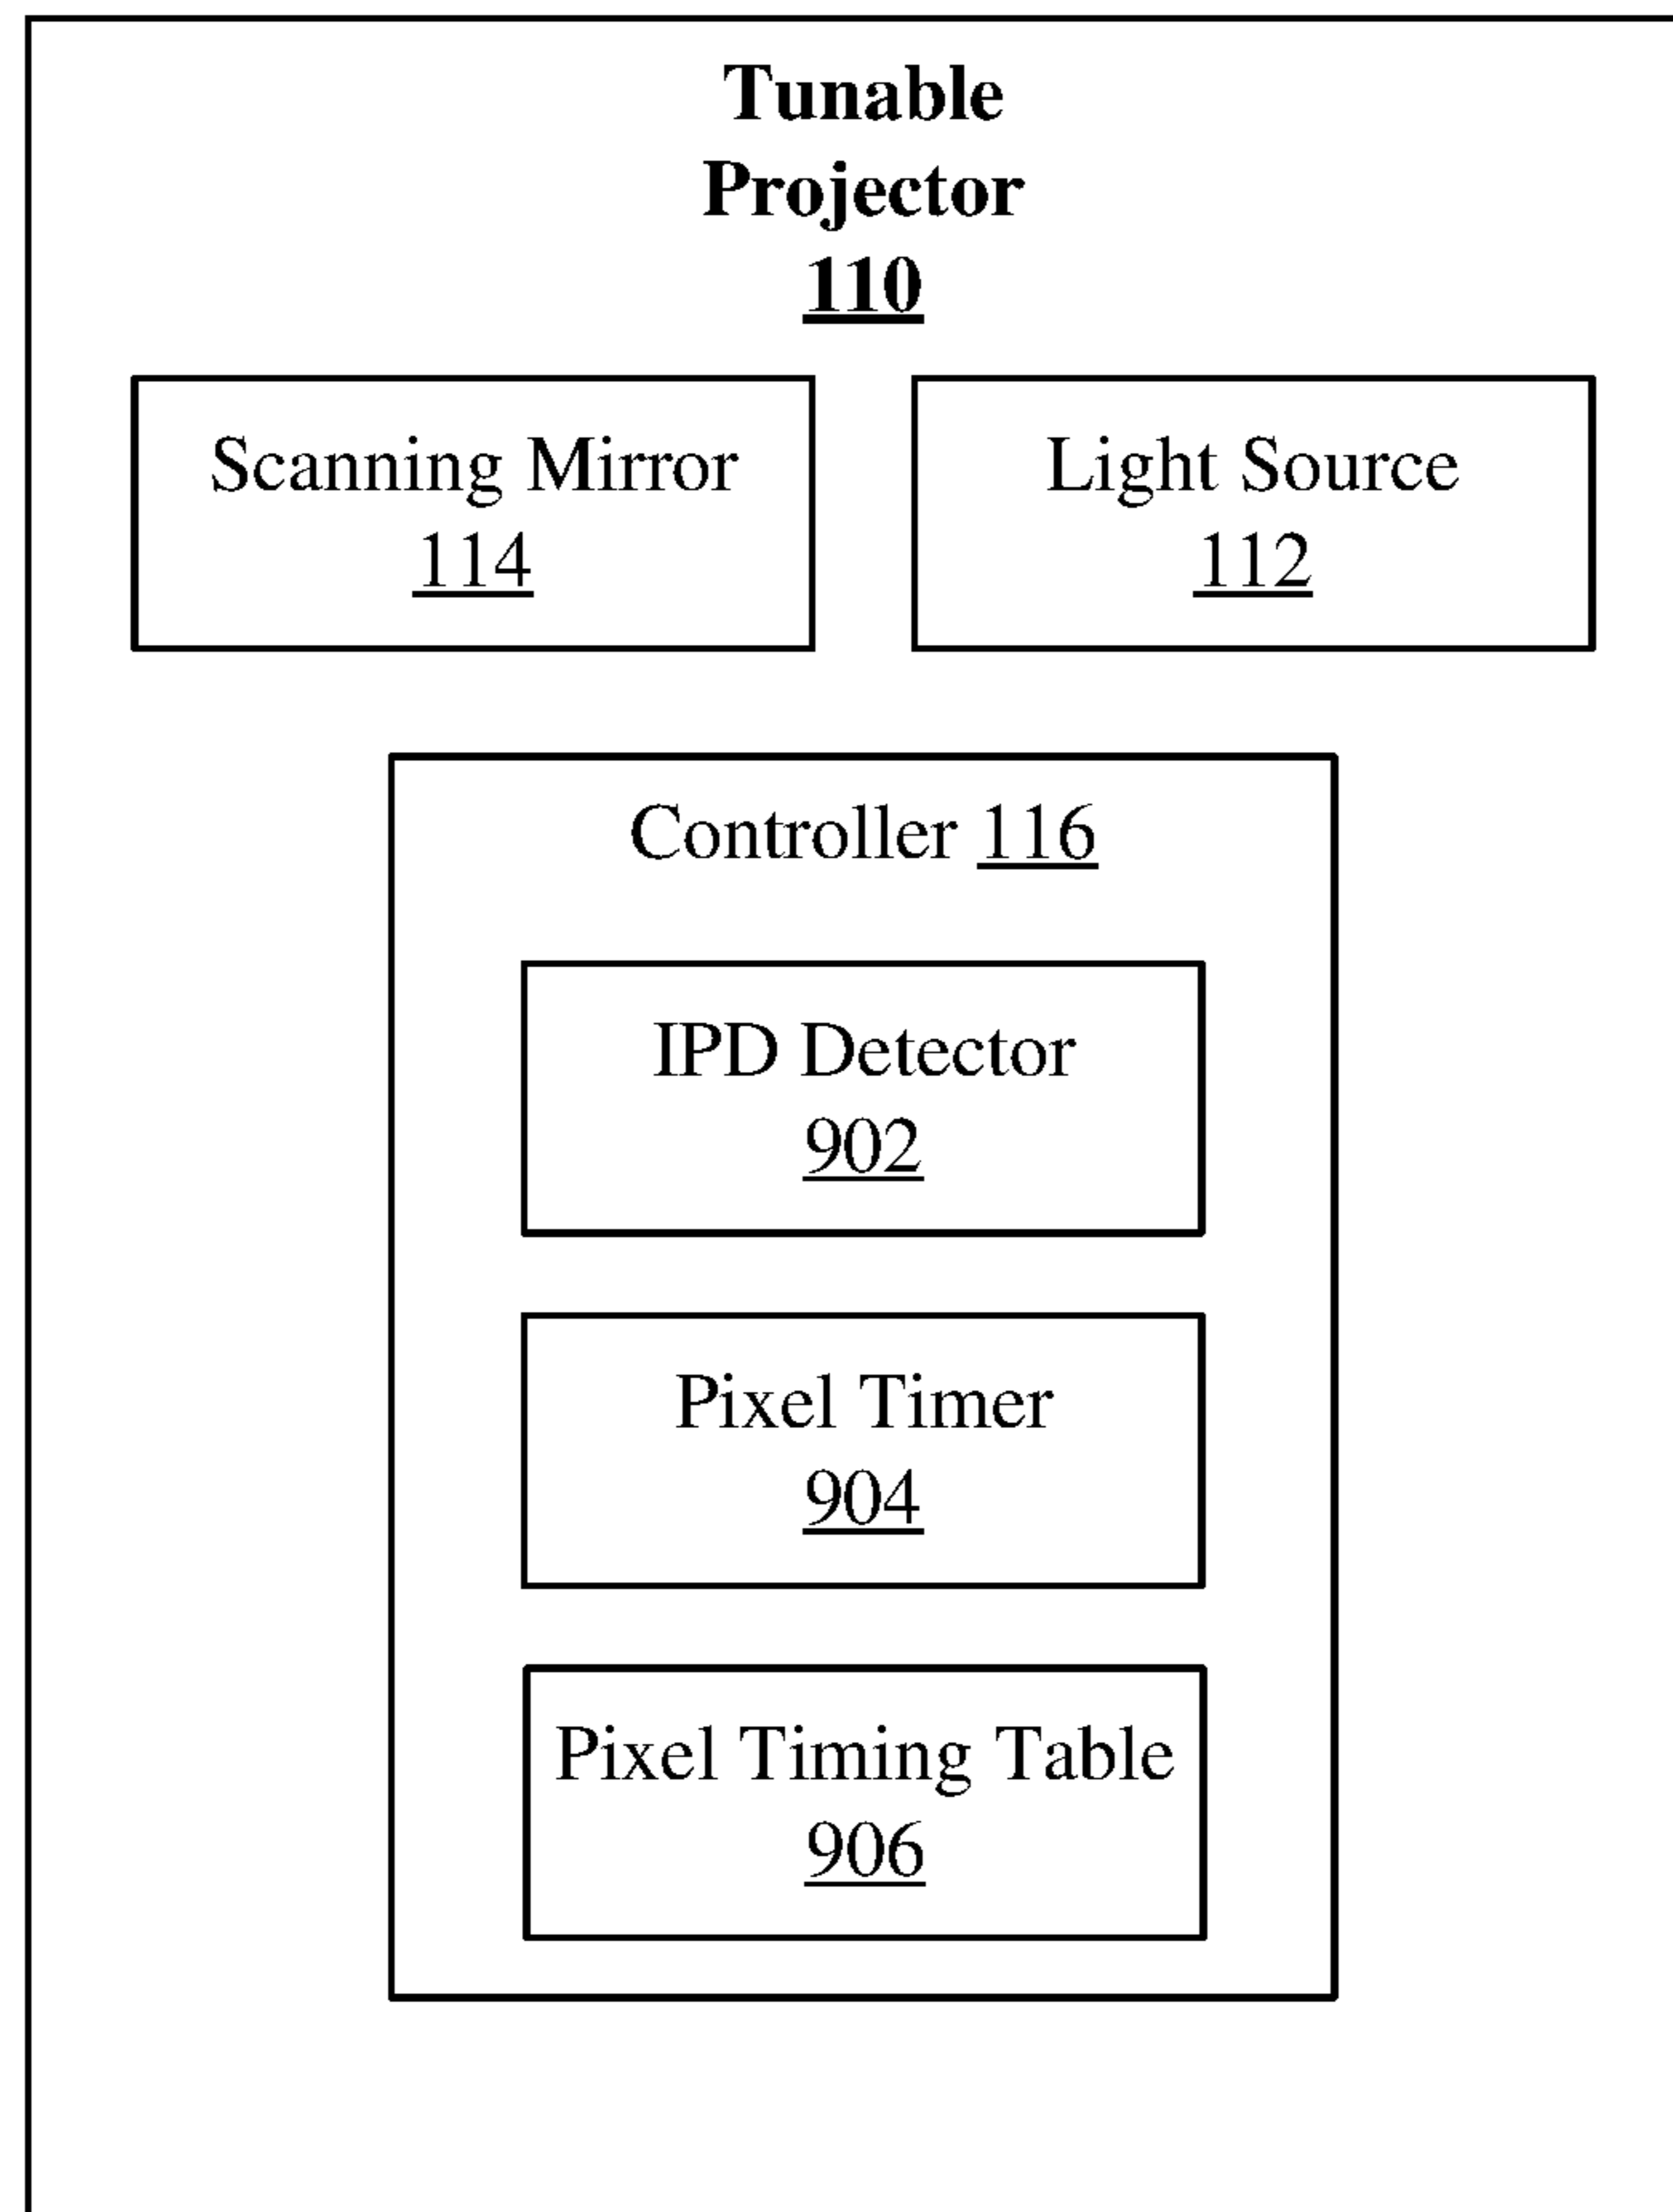 Tunable
Projector
110
Scanning Mirror
114
Light Source
112
Controller 116
IPD Detector
902
Pixel Timer
904
Pixel Timing Table
906